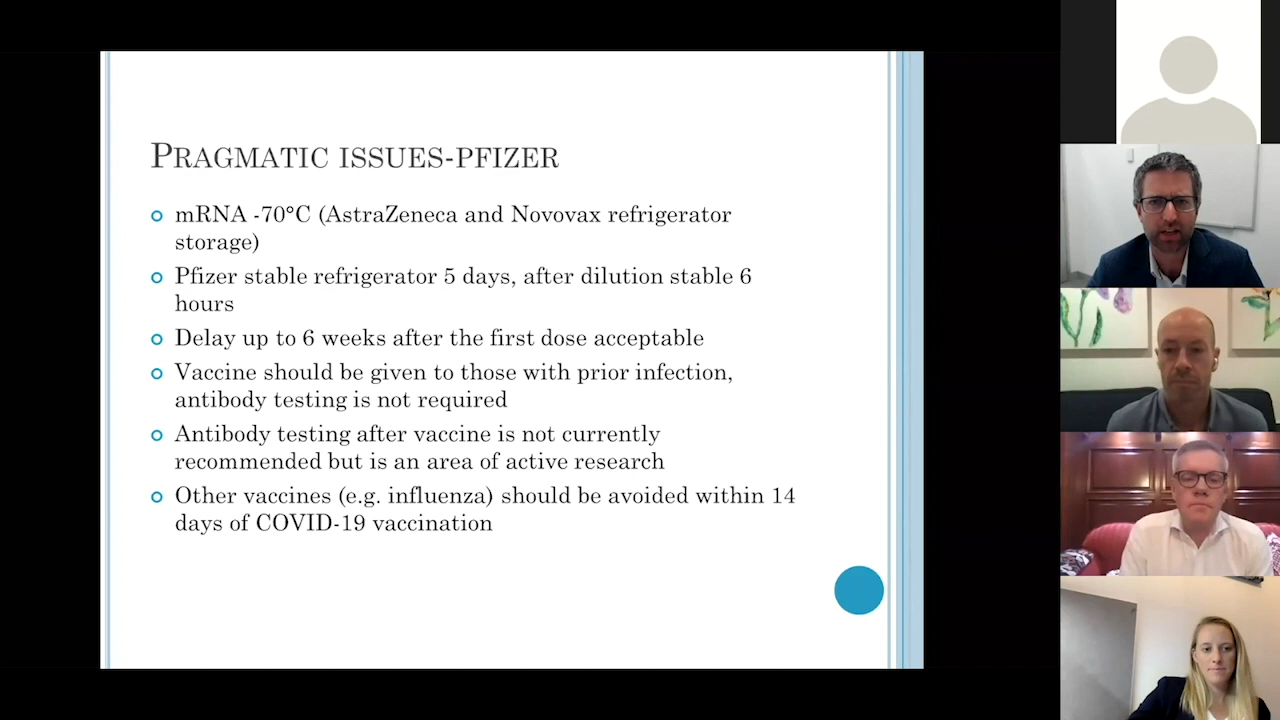 PRAGMATIC ISSUES-PFIZER
mRNA -70°C (AstraZeneca and Novovax refrigerator
storage)
Pfizer stable refrigerator 5 days, after dilution stable 6
hours
Delay up to 6 weeks after the first dose acceptable
Vaccine should be given to those with prior infection,
antibody testing is not required
Antibody testing after vaccine is not currently
recommended but is an area of active research
Other vaccines (e.g. influenza) should be avoided within 14
days of COVID-19 vaccination